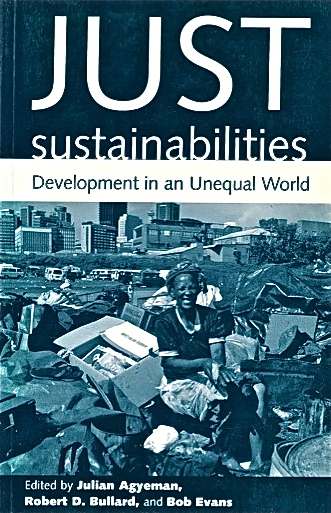 JUST
sustainabilities
Development in an Unequal World
Edited by Julian Agyeman,
Robert D. Bullard, and Bob Evans